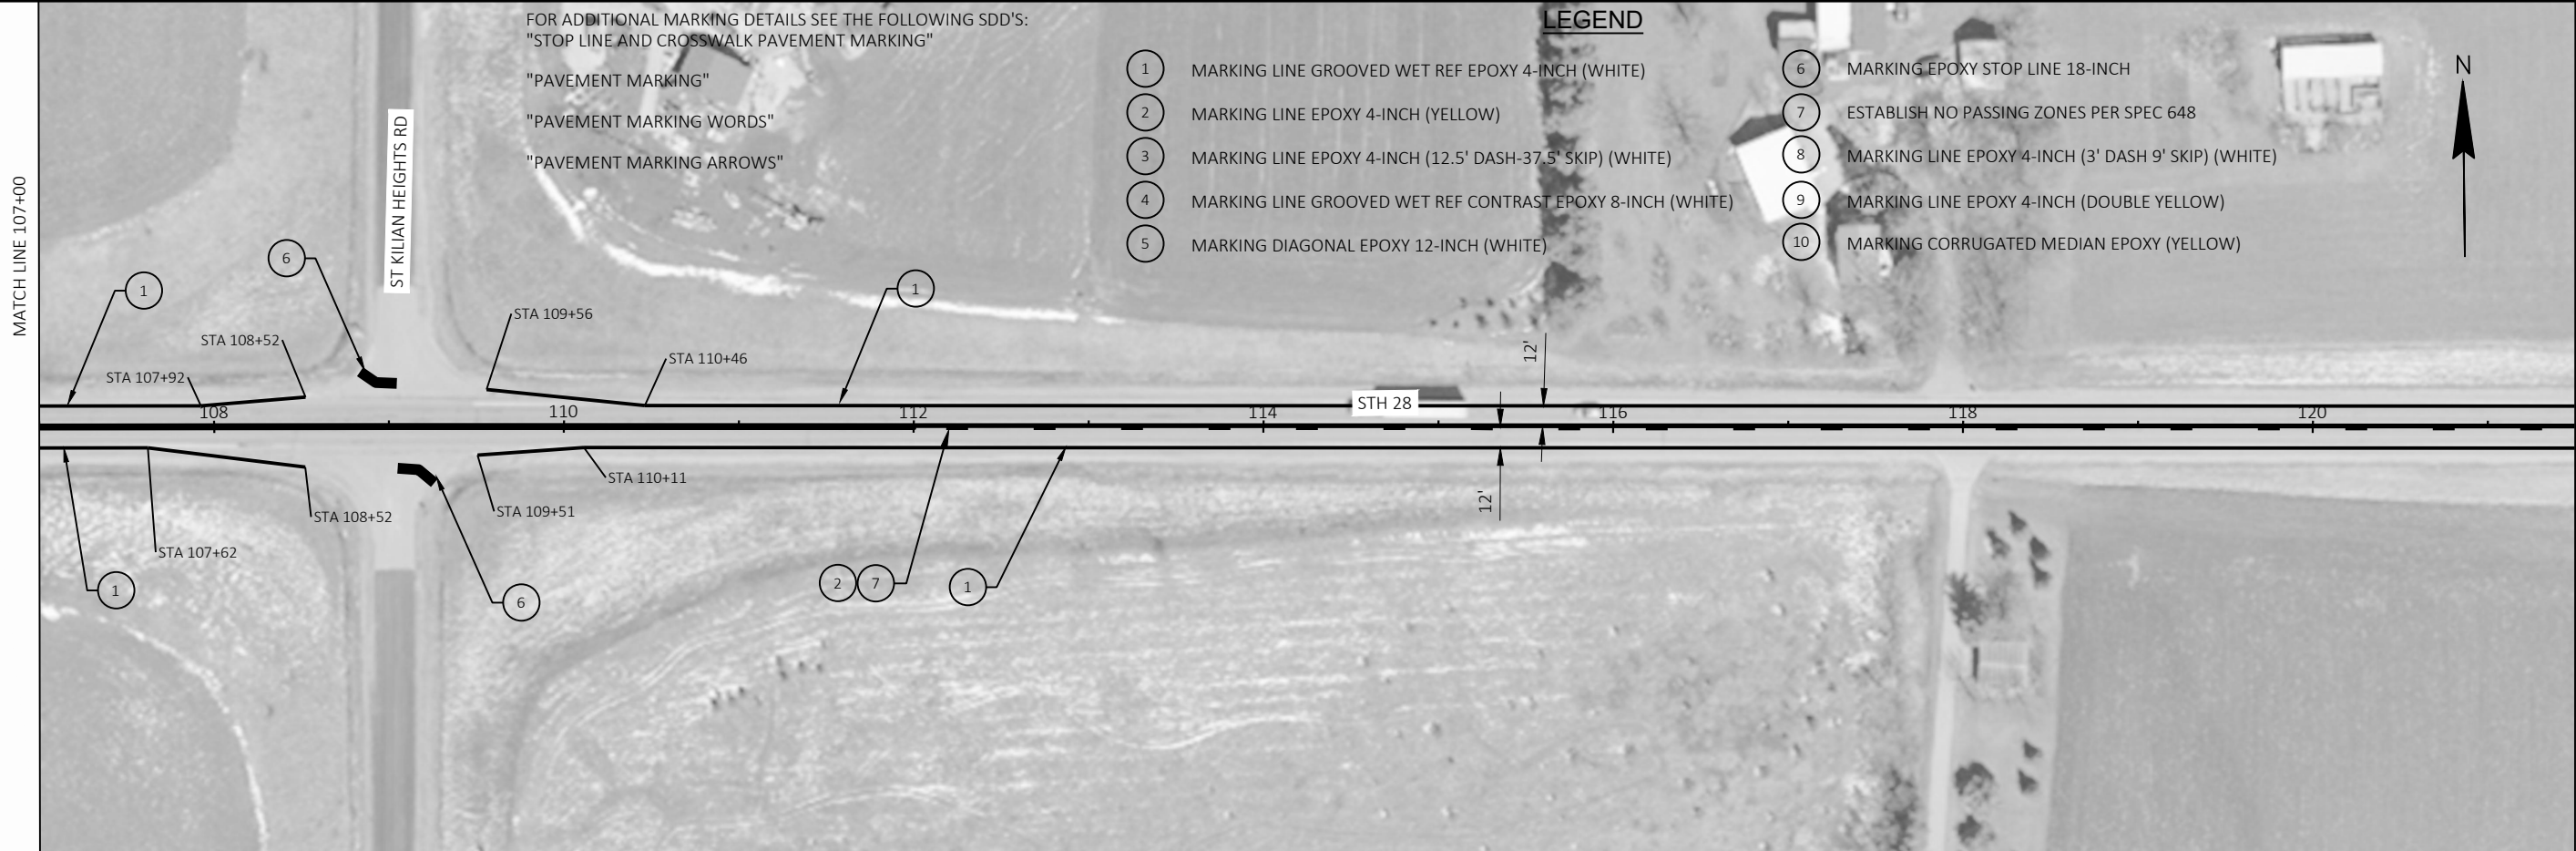 FOR ADDITIONAL MARKING DETAILS SEE THE FOLLOWING SDD'S:
"STOP LINE AND CROSSWALK PAVEMENT MARKING"
"PAVEMENT MARKING"
"PAVEMENT MARKING WORDS"
"PAVEMENT MARKING ARROWS"
LEGEND
1 MARKING LINE GROOVED WET REF EPOXY 4-INCH (WHITE)
2 MARKING LINE EPOXY 4-INCH (YELLOW)
3 MARKING LINE EPOXY 4-INCH (12.5' DASH-37.5' SKIP) (WHITE)
4 MARKING LINE GROOVED WET REF CONTRAST EPOXY 8-INCH (WHITE)
5 MARKING DIAGONAL EPOXY 12-INCH (WHITE)
6 MARKING EPOXY STOP LINE 18-INCH
7 ESTABLISH NO PASSING ZONES PER SPEC 648
8 MARKING LINE EPOXY 4-INCH (3' DASH 9' SKIP) (WHITE)
9 MARKING LINE EPOXY 4-INCH (DOUBLE YELLOW)
10 MARKING CORRUGATED MEDIAN EPOXY (YELLOW)
N
MATCH LINE 107+00
ST KILIAN HEIGHTS RD
6
1
1
STA 109+56
STA 108+52
STA 110+46
STA 107+92
12'
STH 28
108
110
112
114
116
118
120
STA 110+11
STA 109+51
STA 108+52
STA 107+62
12'
1
6
2 7
1